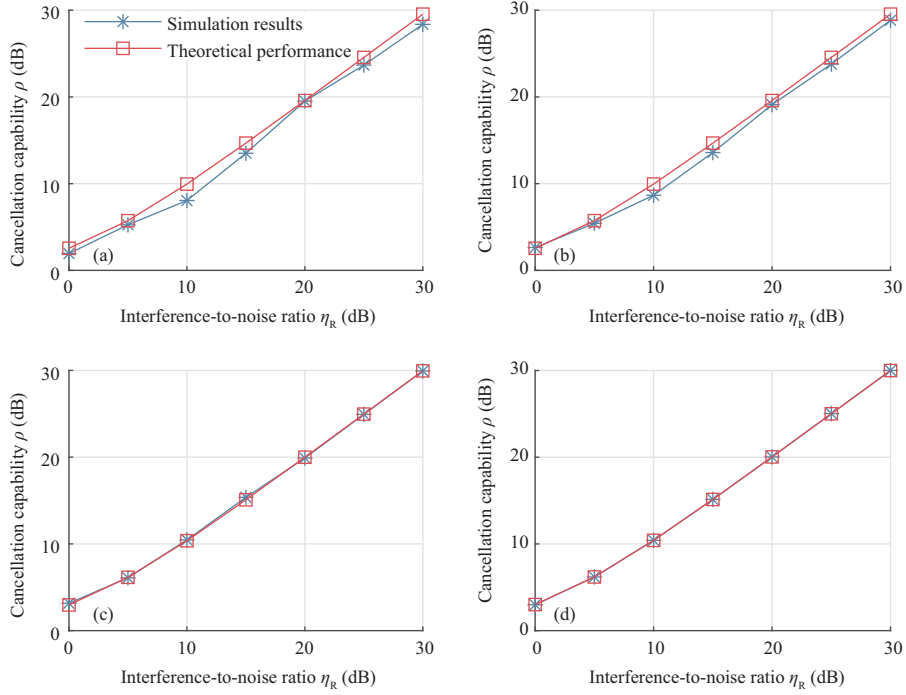 30
20
10
0
Cancellation capability ρ (dB)
Simulation results
Theoretical performance
(a)
0 10 20 30
Interference-to-noise ratio ηR (dB)
30
20
10
0
Cancellation capability ρ (dB)
(b)
0 10 20 30
Interference-to-noise ratio ηR (dB)
30
20
10
0
Cancellation capability ρ (dB)
(c)
0 10 20 30
Interference-to-noise ratio ηR (dB)
30
20
10
0
Cancellation capability ρ (dB)
(d)
0 10 20 30
Interference-to-noise ratio ηR (dB)